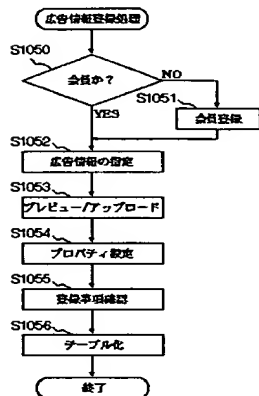 広告情報登録処理
S1050
会員か？
NO
S1051
YES
会員登録
S1052
広告情報の指定
S1053
プレビュー/アップロード
S1054
プロパティ設定
S1055
登録事項確認
S1056
テーブル化
終了